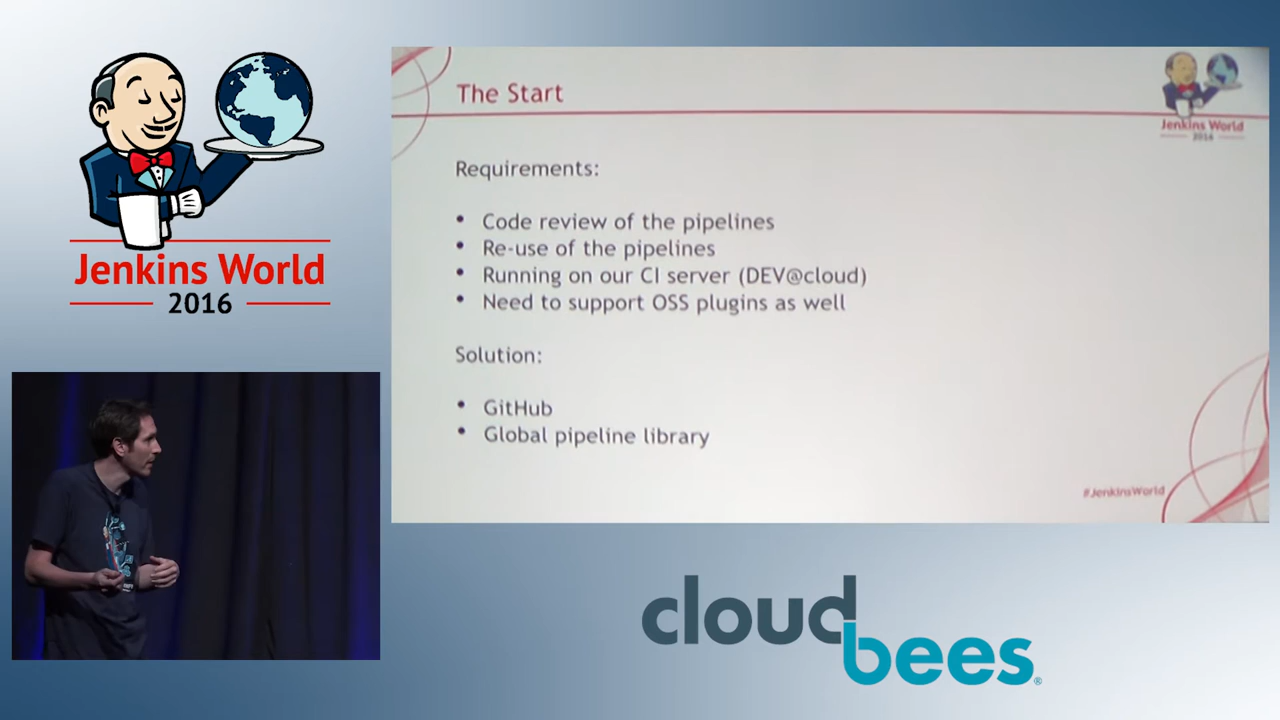 Jenkins World
2016
The Start
Jenkins World
2016
Requirements:
• Code review of the pipelines
• Re-use of the pipelines
• Running on our CI server (DEV@cloud)
• Need to support OSS plugins as well
Solution:
• GitHub
• Global pipeline library
#JenkinsWorld
cloudbees®